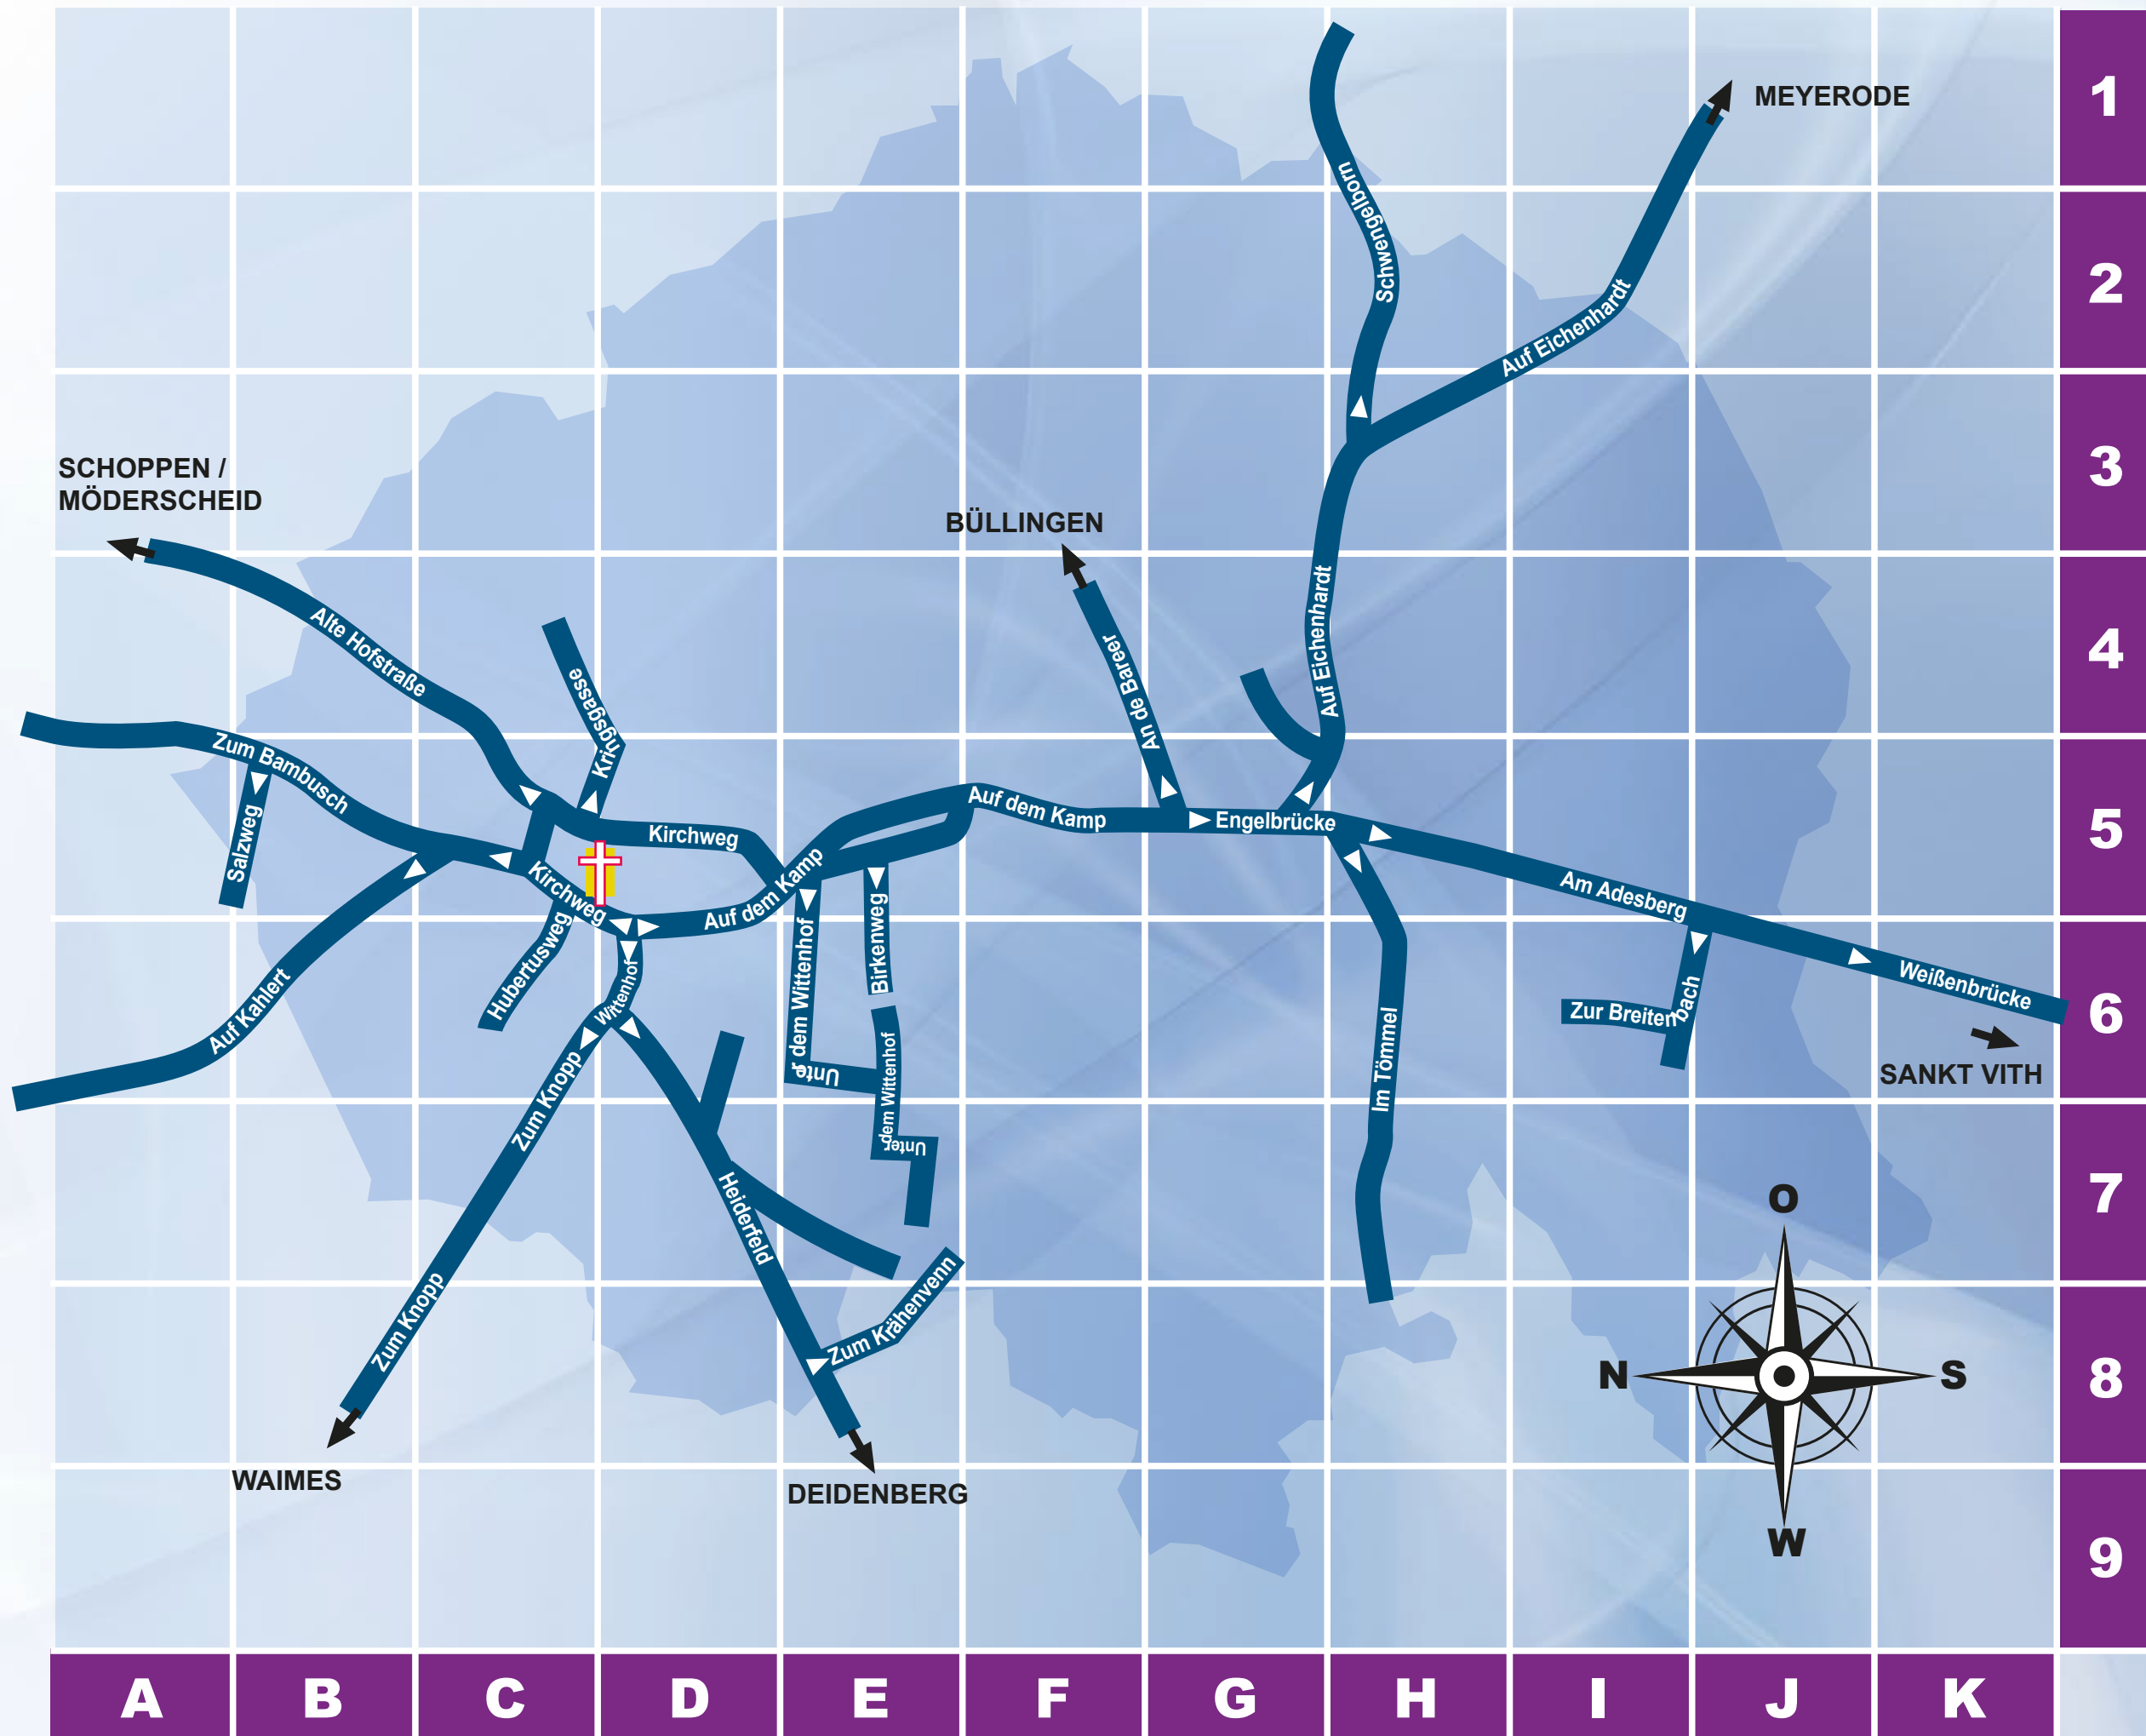 1
MEYERODE
Schwengelborn
2
Auf Eichenhardt
3
SCHOPPEN /
MÖDERSCHEID
BÜLLINGEN
4
Alte Hofstraße
Auf Eichenhardt
An de Bareer
Kringsgasse
Zum Bambusch
5
Salzweg
Kirchweg
Auf dem Kamp
Engelbrücke
Kirchweg
Auf dem Kamp
Am Adesberg
Hubertusweg
Birkenweg
Wittenhof
Unter dem Wittenhof
Weißenbrücke
6
Auf Kahlert
Zur Breitenbach
SANKT VITH
Im Tömmel
Zum Knopp
Unter dem Wittenhof
7
Heiderfeld
O
Zum Knopp
Zum Krähenvenn
N
S
8
WAIMES
DEIDENBERG
W
9
A B C D E F G H I J K